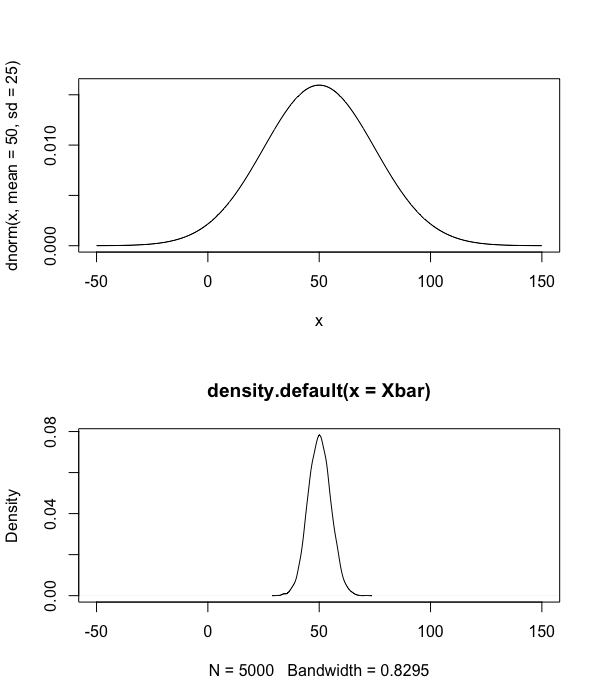 dnorm(x, mean = 50, sd = 25)
0.010
0.000
-50 0 50 100 150
x
density.default(x = Xbar)
Density
0.08
0.04
0.00
-50 0 50 100 150
N = 5000 Bandwidth = 0.8295